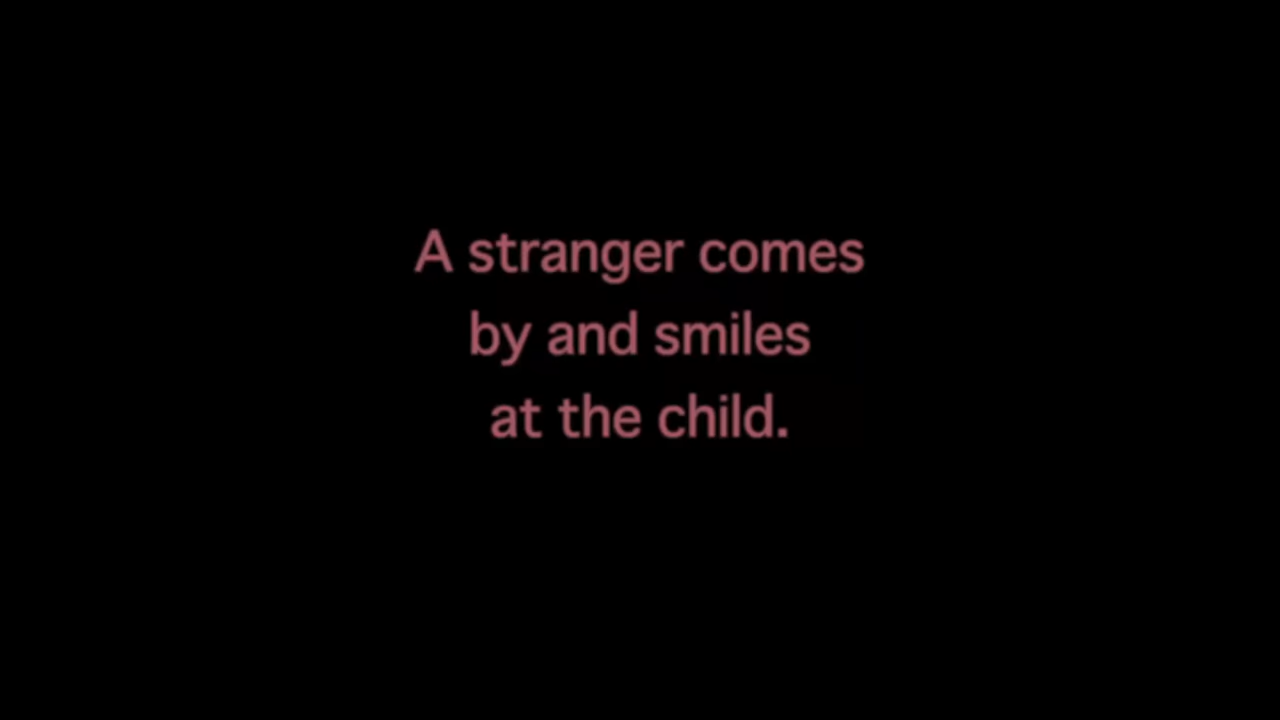 A stranger comes
by and smiles
at the child.